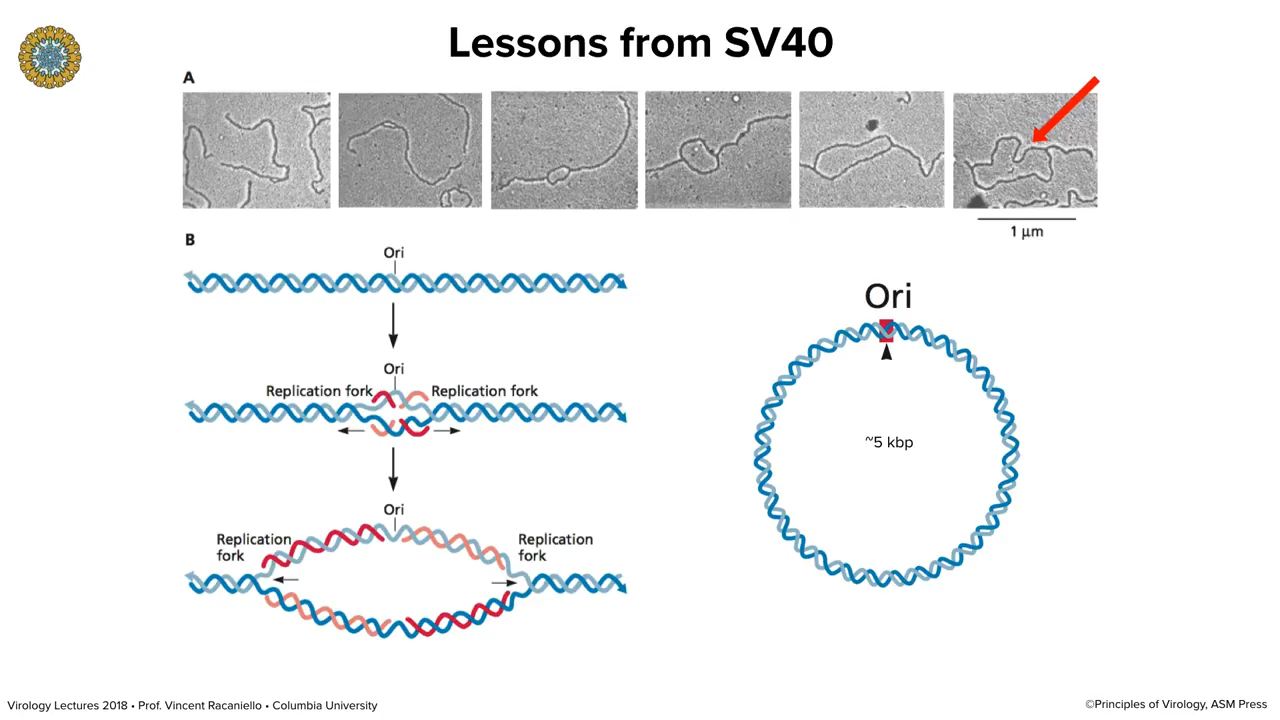 Lessons from SV40
A
1 μm
B
Ori
Ori
Replication fork
Replication fork
Ori
Replication
fork
Replication
fork
Ori
~5 kbp
Virology Lectures 2018 • Prof. Vincent Racaniello • Columbia University
©Principles of Virology, ASM Press